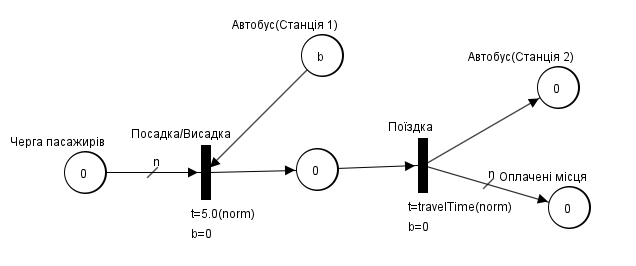 Автобус(Станція 1)
b
Автобус(Станція 2)
0
Посадка/Висадка
Поїздка
Черга пасажирів
n
0
0
n
Оплачені місця
0
t=5.0(norm)
b=0
t=travelTime(norm)
b=0